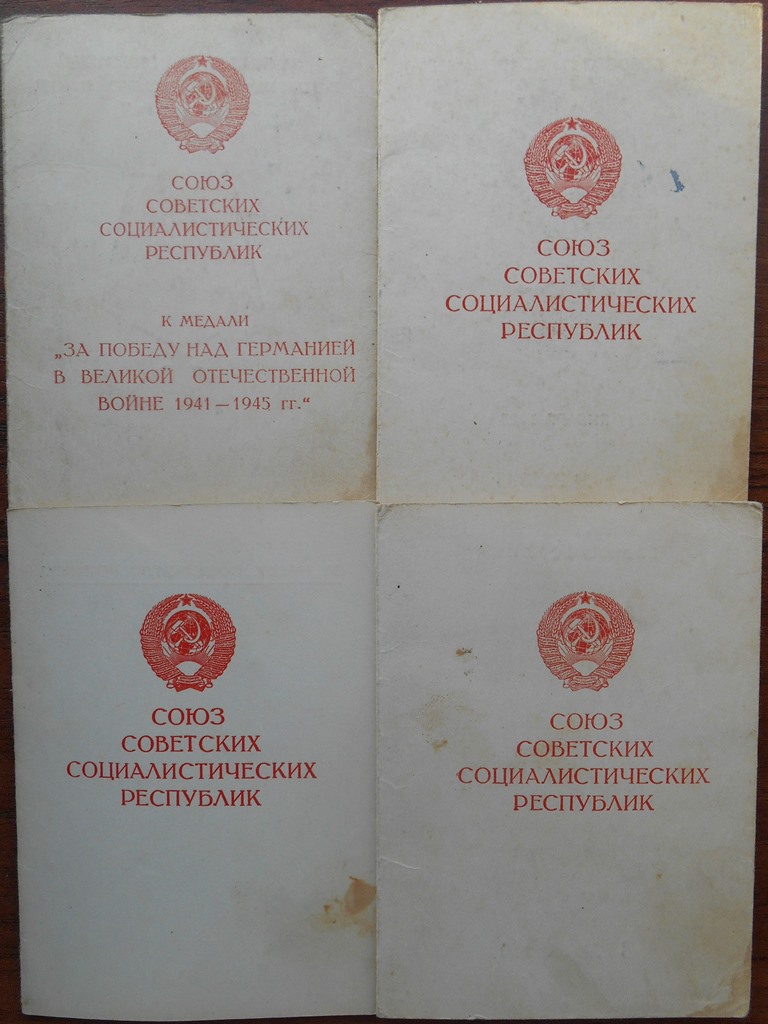 СОЮЗ
СОВЕТСКИХ
СОЦИАЛИСТИЧЕСКИХ
РЕСПУБЛИК
К МЕДАЛИ
„ЗА ПОБЕДУ НАД ГЕРМАНИЕЙ
В ВЕЛИКОЙ ОТЕЧЕСТВЕННОЙ
ВОЙНЕ 1941 — 1945 гг.“
СОЮЗ
СОВЕТСКИХ
СОЦИАЛИСТИЧЕСКИХ
РЕСПУБЛИК
СОЮЗ
СОВЕТСКИХ
СОЦИАЛИСТИЧЕСКИХ
РЕСПУБЛИК
СОЮЗ
СОВЕТСКИХ
СОЦИАЛИСТИЧЕСКИХ
РЕСПУБЛИК